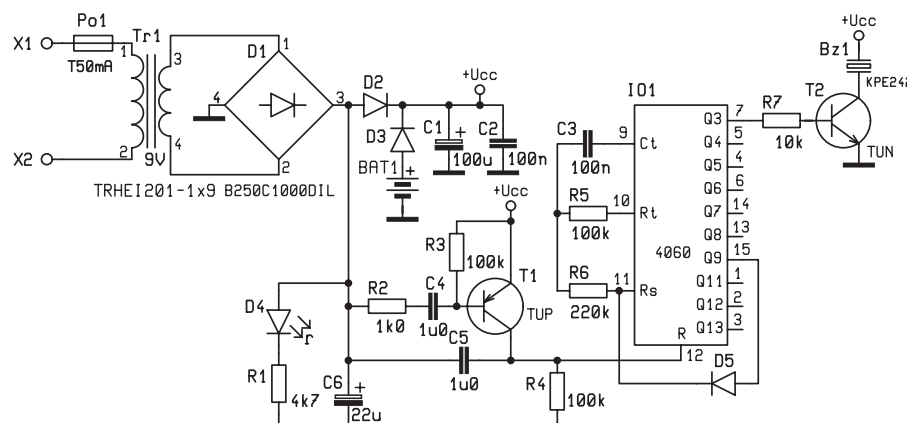 Po1
X1
T50mA
Tr1
1
2
3
4
9V
X2
TRHEI201-1x9
D1
1
4
3
2
B250C1000DIL
D2
D3
BAT1
+
+Ucc
C1
+
100u
C2
100n
+Ucc
R3
100k
T1
TUP
R2
1k0
C4
1u0
C5
1u0
D4
r
R1
4k7
C6
+
22u
R4
100k
C3
100n
R5
100k
R6
220k
IO1
9
Ct
10
Rt
11
Rs
4060
R
12
Q3
7
Q4
5
Q5
4
Q6
6
Q7
14
Q8
13
Q9
15
Q11
1
Q12
2
Q13
3
D5
R7
10k
T2
TUN
+Ucc
Bz1